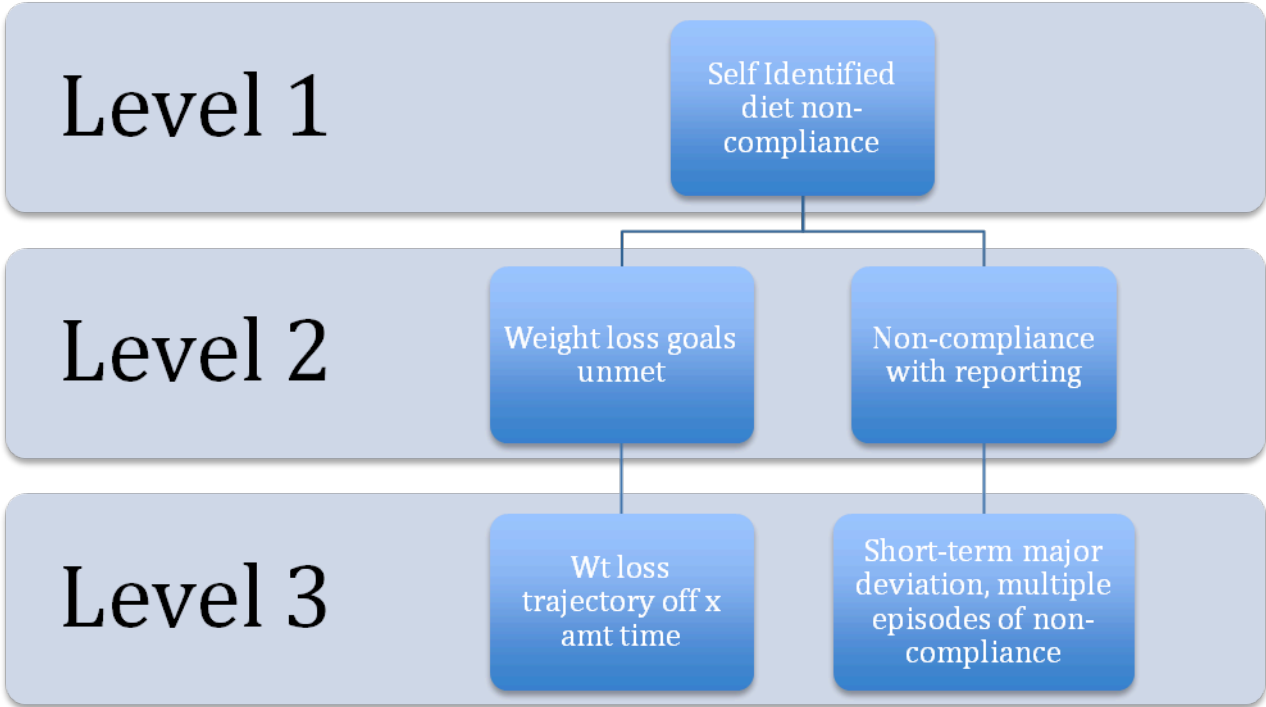 Level 1
Self Identified
diet non-
compliance
Level 2
Weight loss goals
unmet
Non-compliance
with reporting
Level 3
Wt loss
trajectory off x
amt time
Short-term major
deviation, multiple
episodes of non-
compliance